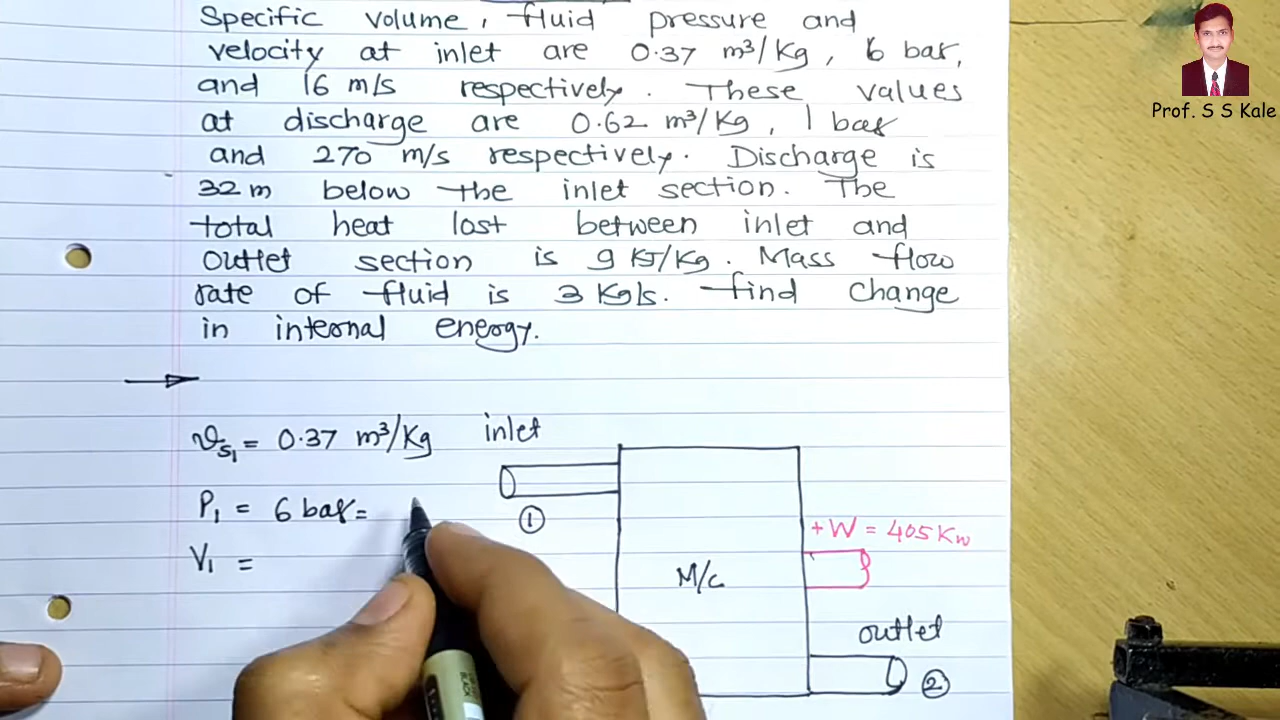 Specific volume, fluid pressure and
velocity at inlet are 0.37 m³/kg, 6 bar,
and 16 m/s respectively. These values
at discharge are 0.62 m³/kg, 1 bar
and 270 m/s respectively. Discharge is
32 m below the inlet section. The
total heat lost between inlet and
outlet section is 9 KJ/Kg. Mass flow
rate of fluid is 3 Kg/s. find change
in internal energy.
Prof. S S Kale
vs₁ = 0.37 m³/Kg
inlet
P₁ = 6 bar =
①
+W = 405 Kw
V₁ =
M/c
outlet
②